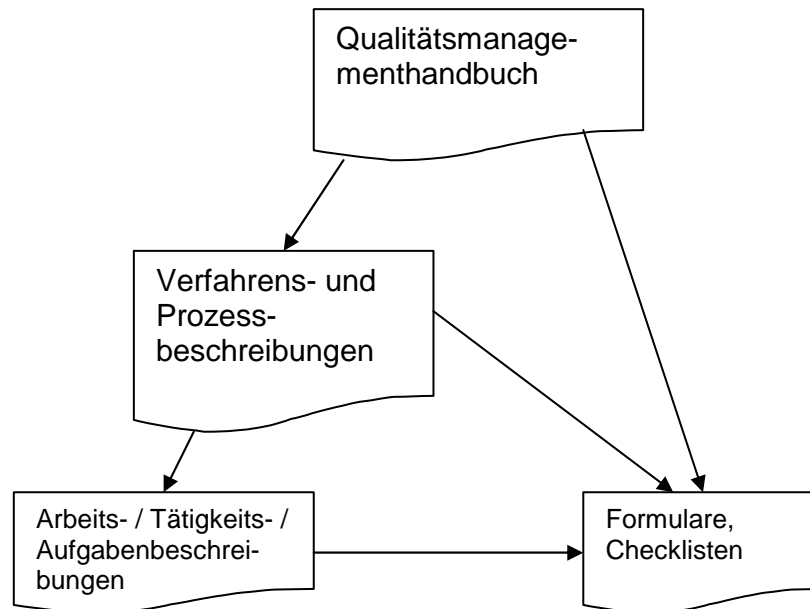 Qualitätsmanage-
menthandbuch
Verfahrens- und
Prozess-
beschreibungen
Arbeits- / Tätigkeits- /
Aufgabenbeschrei-
bungen
Formulare,
Checklisten